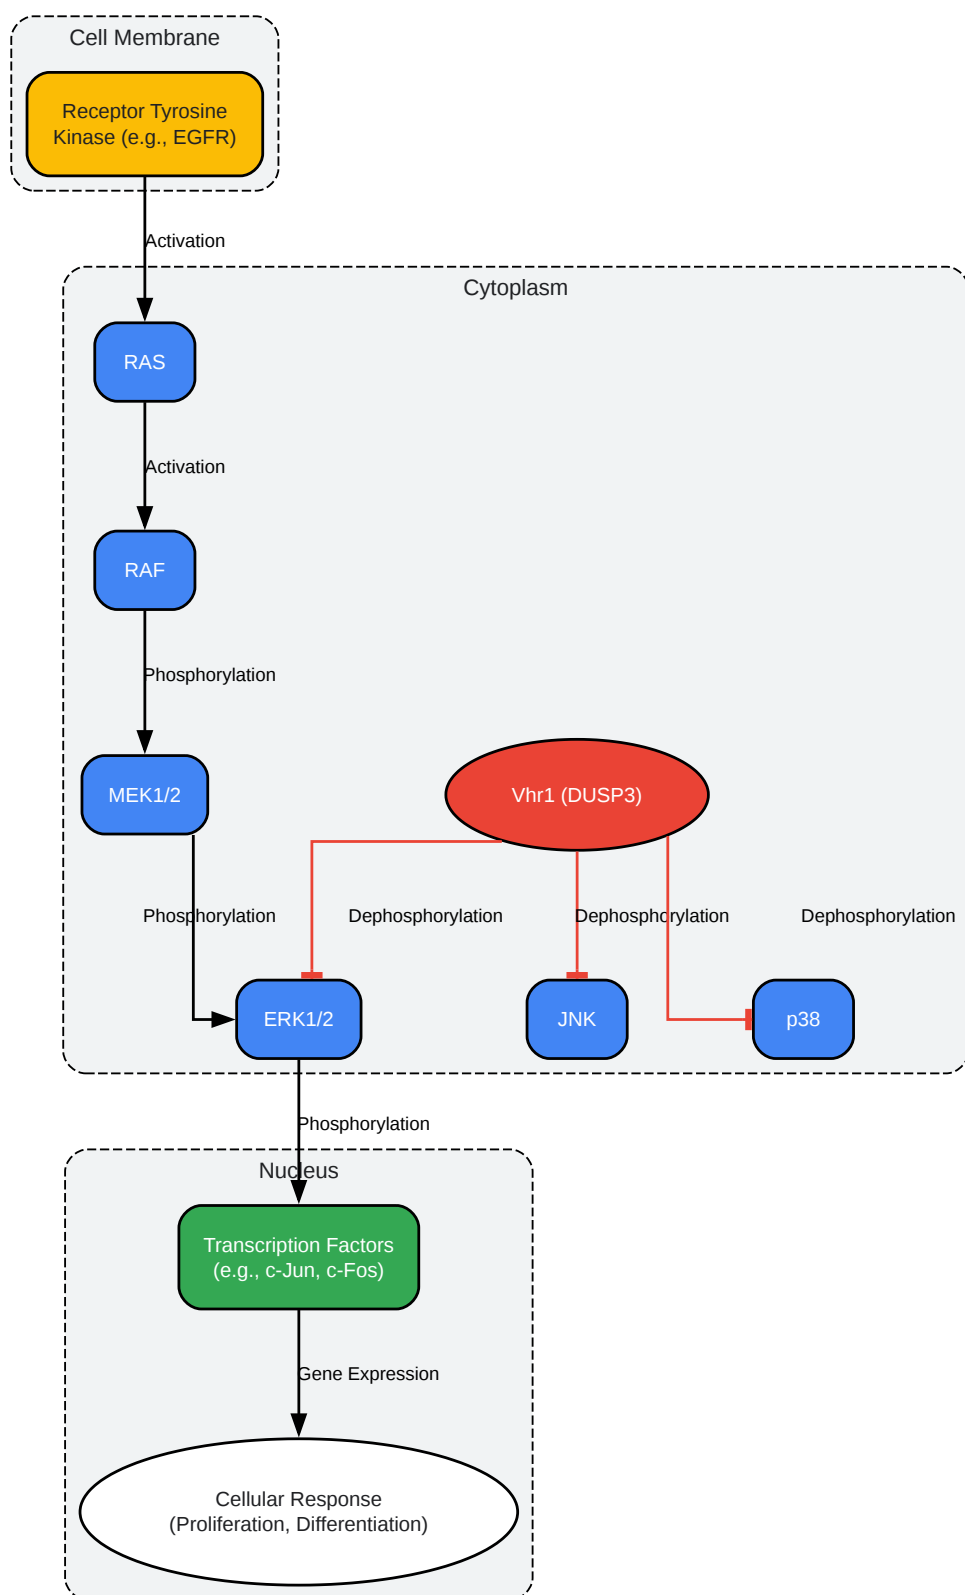 Cell Membrane
Receptor Tyrosine
Kinase (e.g., EGFR)
Activation
Cytoplasm
RAS
Activation
RAF
Phosphorylation
MEK1/2
Vhr1 (DUSP3)
Phosphorylation
Dephosphorylation
Dephosphorylation
Dephosphorylation
ERK1/2
JNK
p38
Phosphorylation
Nucleus
Transcription Factors
(e.g., c-Jun, c-Fos)
Gene Expression
Cellular Response
(Proliferation, Differentiation)